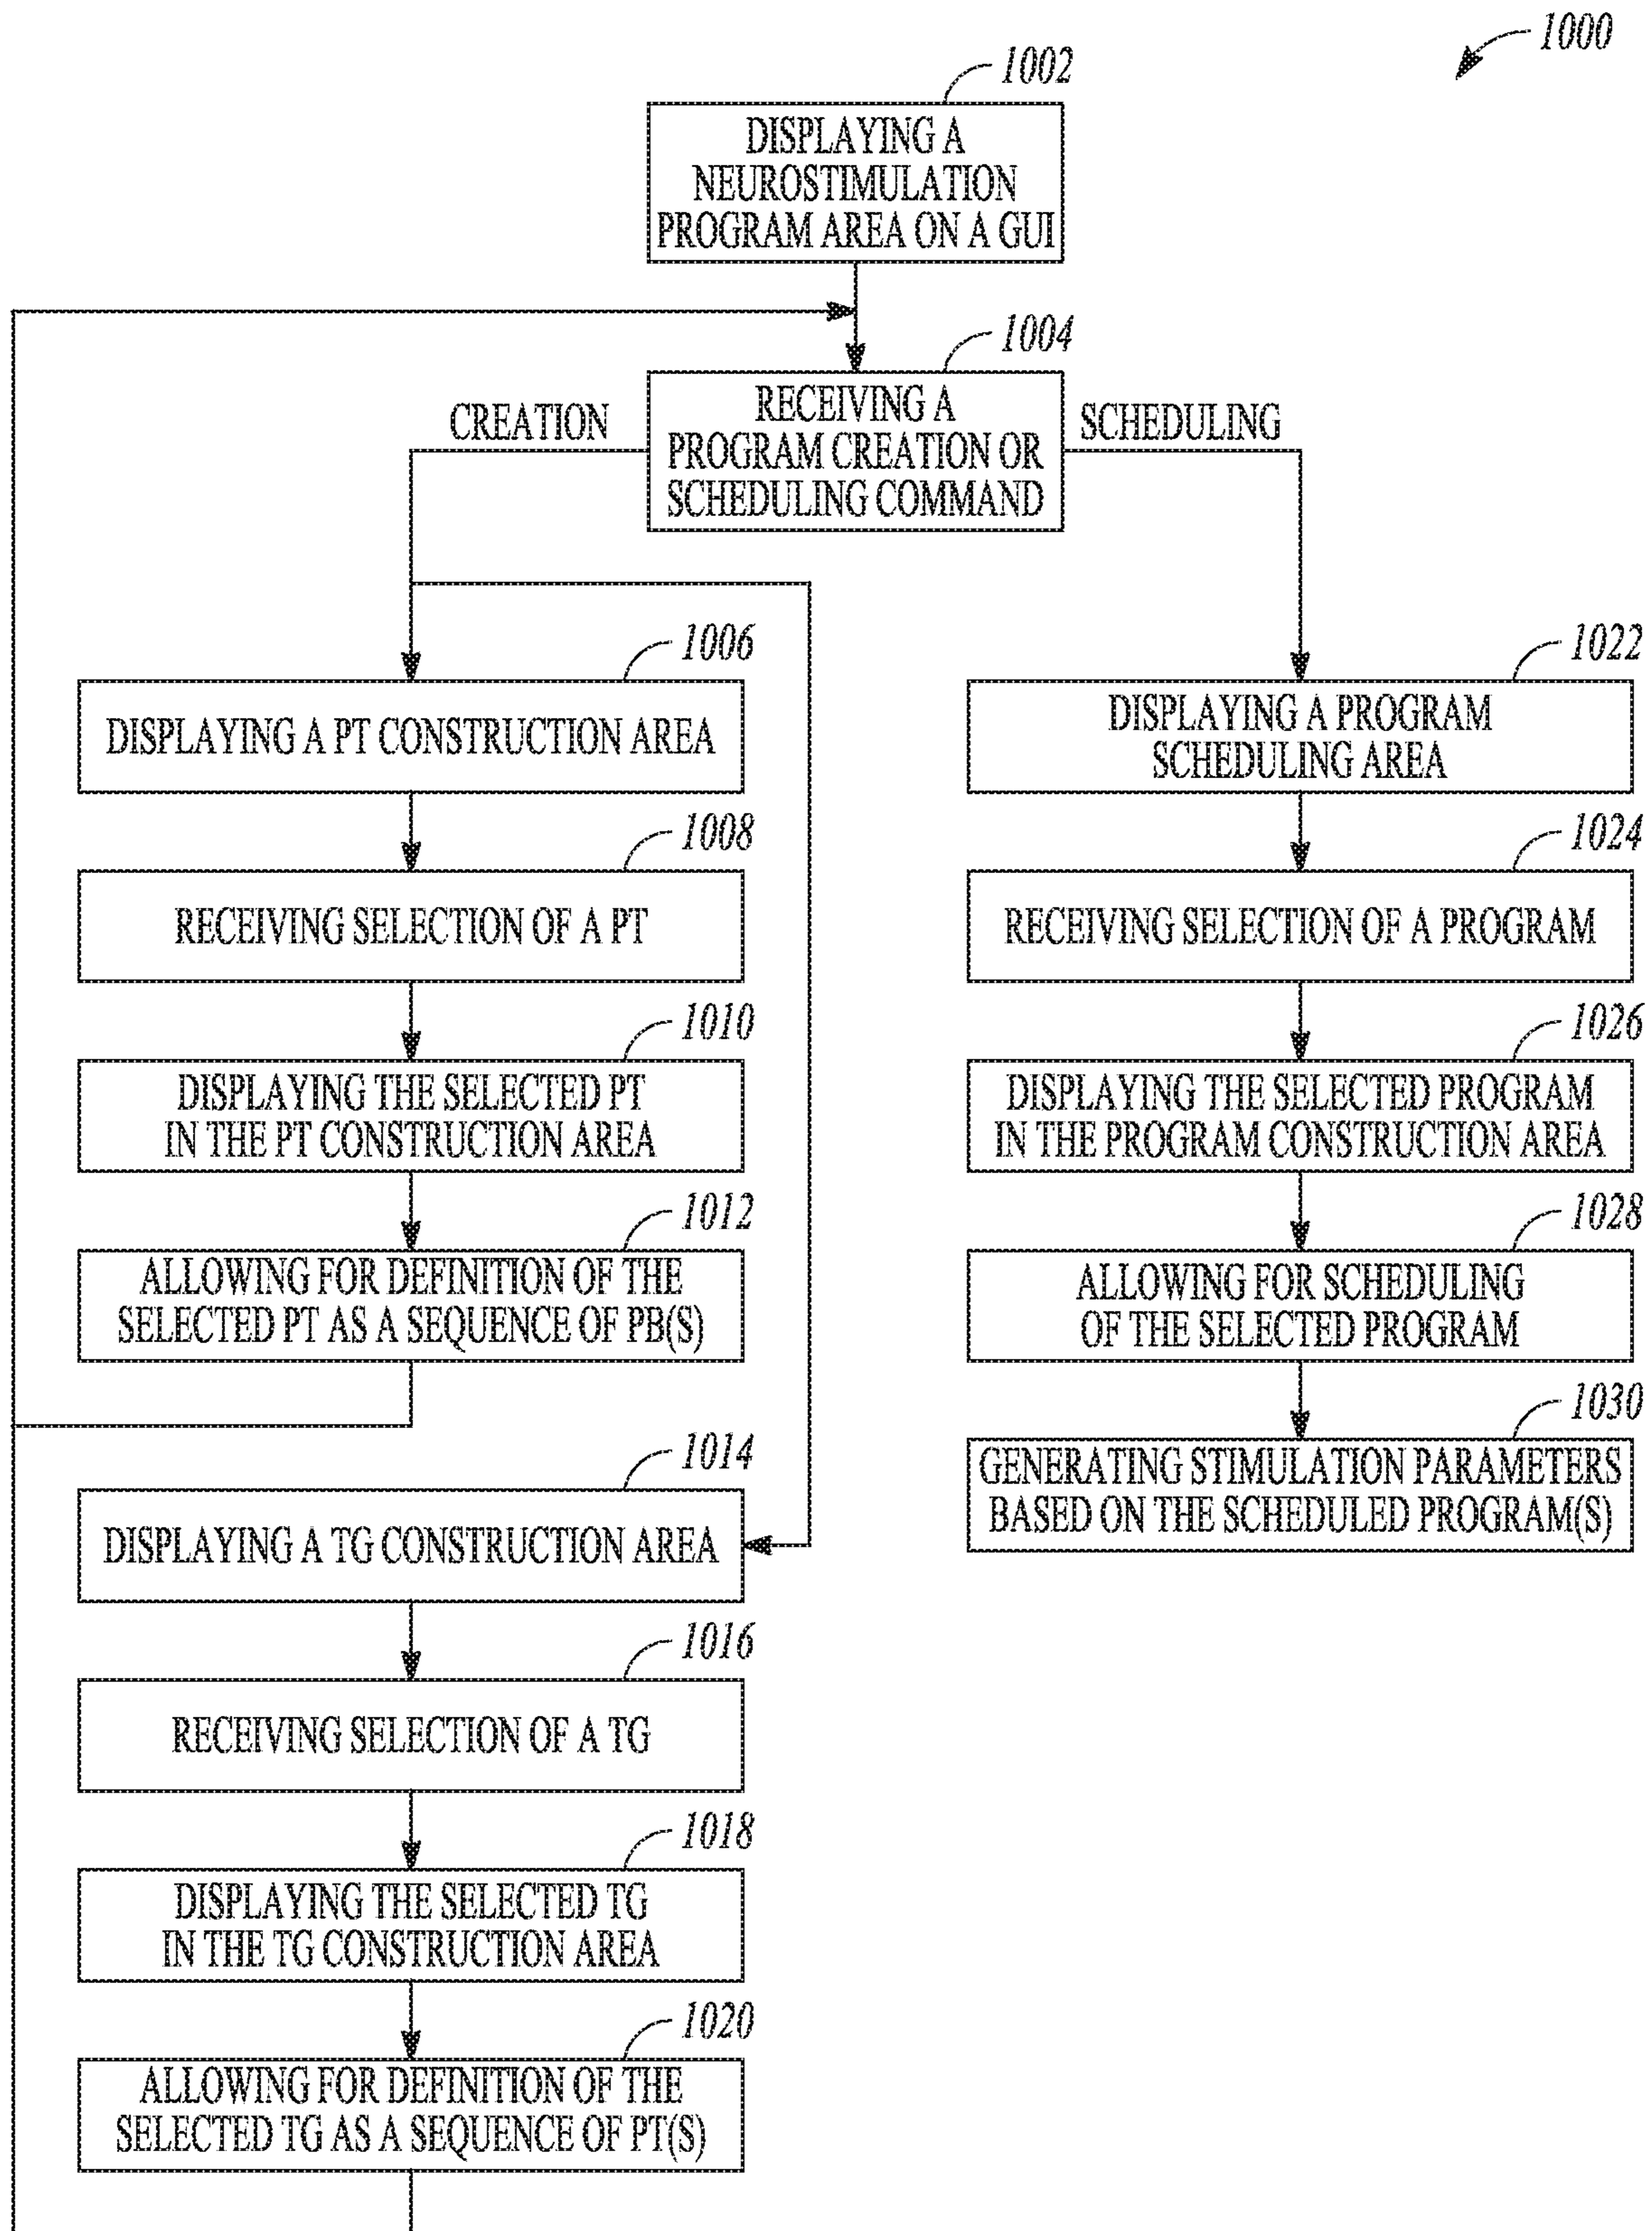 1000
1002
DISPLAYING A
NEUROSTIMULATION
PROGRAM AREA ON A GUI
1004
RECEIVING A
PROGRAM CREATION OR
SCHEDULING COMMAND
CREATION
SCHEDULING
1006
DISPLAYING A PT CONSTRUCTION AREA
1008
RECEIVING SELECTION OF A PT
1010
DISPLAYING THE SELECTED PT
IN THE PT CONSTRUCTION AREA
1012
ALLOWING FOR DEFINITION OF THE
SELECTED PT AS A SEQUENCE OF PB(S)
1014
DISPLAYING A TG CONSTRUCTION AREA
1016
RECEIVING SELECTION OF A TG
1018
DISPLAYING THE SELECTED TG
IN THE TG CONSTRUCTION AREA
1020
ALLOWING FOR DEFINITION OF THE
SELECTED TG AS A SEQUENCE OF PT(S)
1022
DISPLAYING A PROGRAM
SCHEDULING AREA
1024
RECEIVING SELECTION OF A PROGRAM
1026
DISPLAYING THE SELECTED PROGRAM
IN THE PROGRAM CONSTRUCTION AREA
1028
ALLOWING FOR SCHEDULING
OF THE SELECTED PROGRAM
1030
GENERATING STIMULATION PARAMETERS
BASED ON THE SCHEDULED PROGRAM(S)